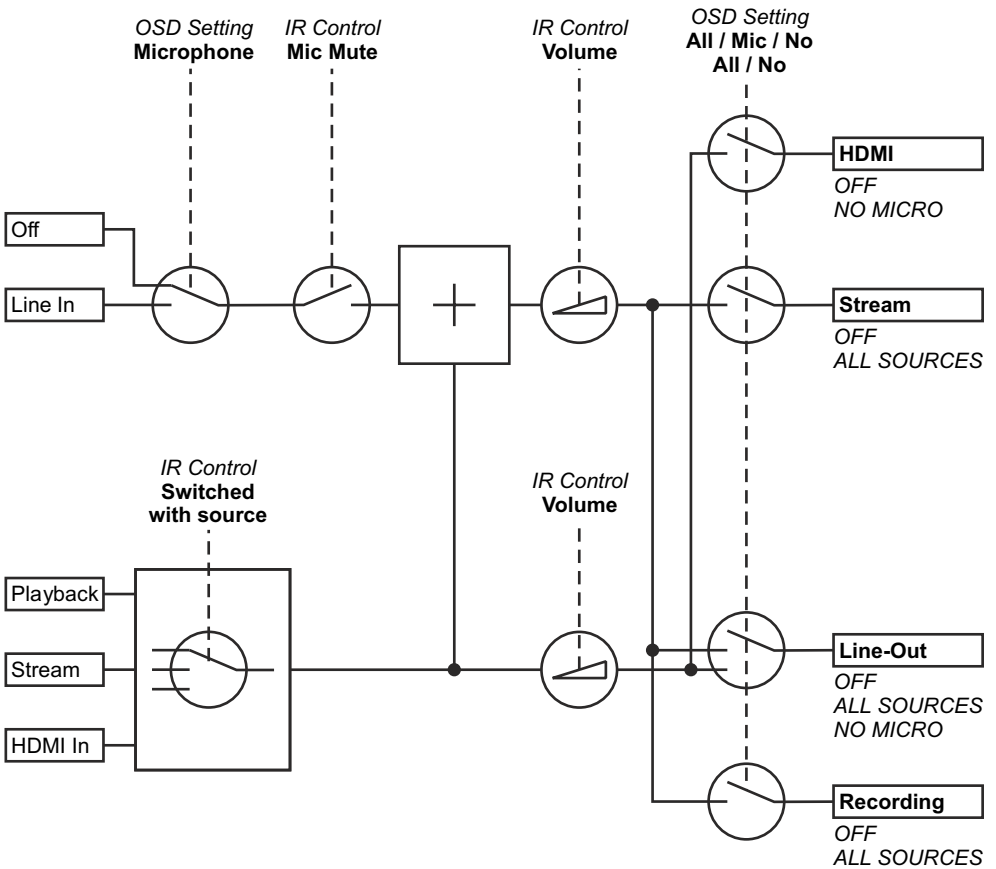 OSD Setting
Microphone
IR Control
Mic Mute
IR Control
Volume
OSD Setting
All / Mic / No
All / No
HDMI
OFF
NO MICRO
Off
Line In
Stream
OFF
ALL SOURCES
IR Control
Switched
with source
IR Control
Volume
Playback
Stream
HDMI In
Line-Out
OFF
ALL SOURCES
NO MICRO
Recording
OFF
ALL SOURCES